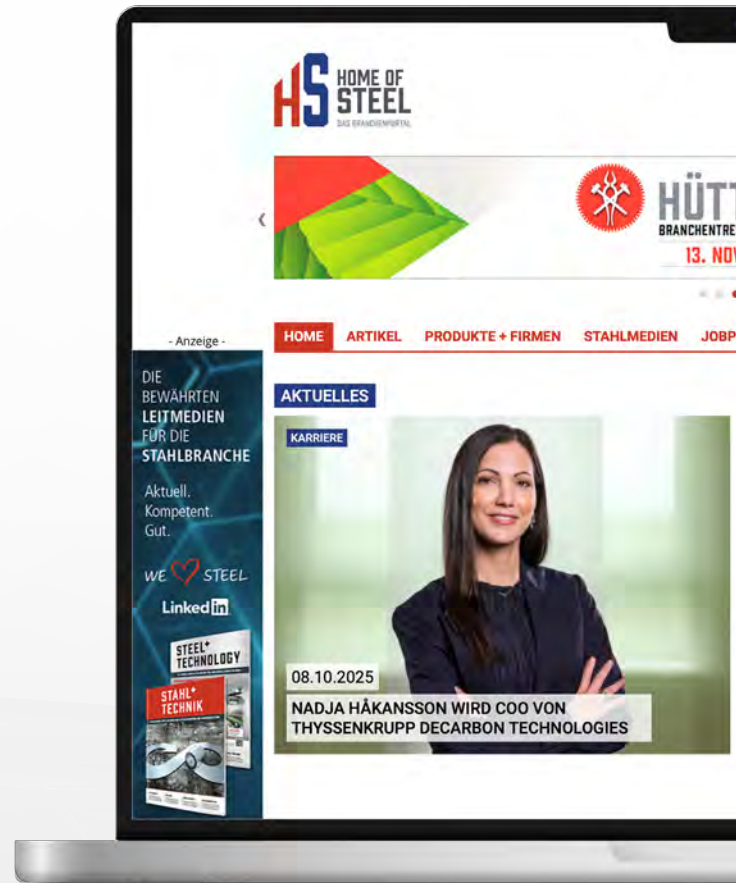 HS HOME OF
STEEL
DAS BRANCHENPORTAL
HÜTT
BRANCHENTRE
13. NOV
- Anzeige -
HOME ARTIKEL PRODUKTE + FIRMEN STAHLMEDIEN JOBP
DIE
BEWÄHRTEN
LEITMEDIEN
FÜR DIE
STAHLBRANCHE
Aktuell.
Kompetent.
Gut.
WE STEEL
Linked in
STEEL+
TECHNOLOGY
STAHL+
TECHNIK
AKTUELLES
KARRIERE
08.10.2025
NADJA HÅKANSSON WIRD COO VON
THYSSENKRUPP DECARBON TECHNOLOGIES